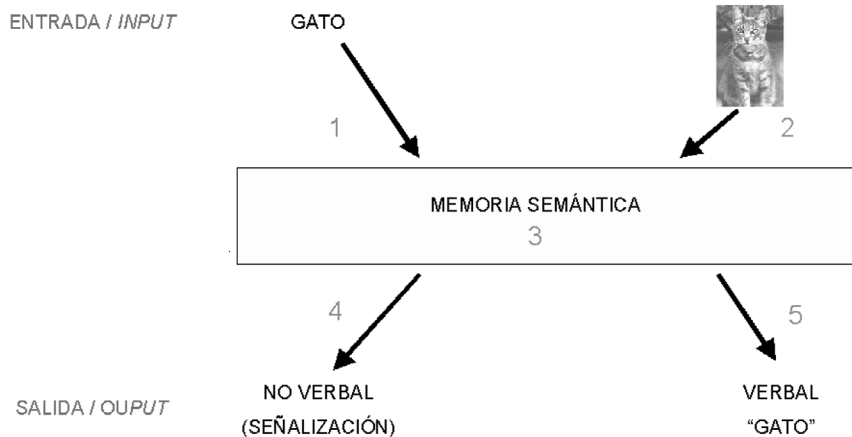 ENTRADA / INPUT
GATO
1
2
MEMORIA SEMÁNTICA
3
4
5
NO VERBAL
(SEÑALIZACIÓN)
VERBAL
“GATO”
SALIDA / OUPUT